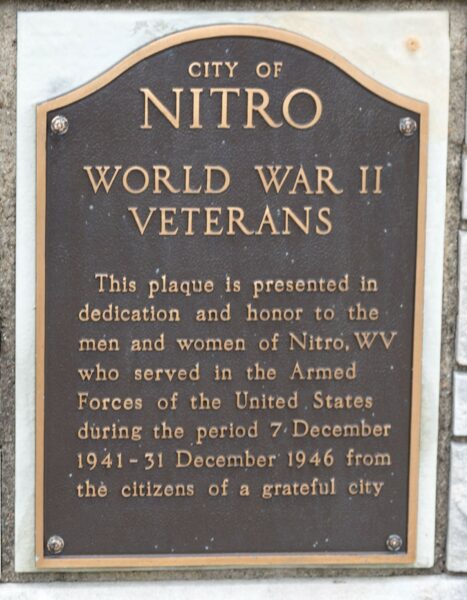 CITY OF
NITRO
WORLD WAR II
VETERANS
This plaque is presented in
dedication and honor to the
men and women of Nitro, WV
who served in the Armed
Forces of the United States
during the period 7 December
1941-31 December 1946 from
the citizens of a grateful city